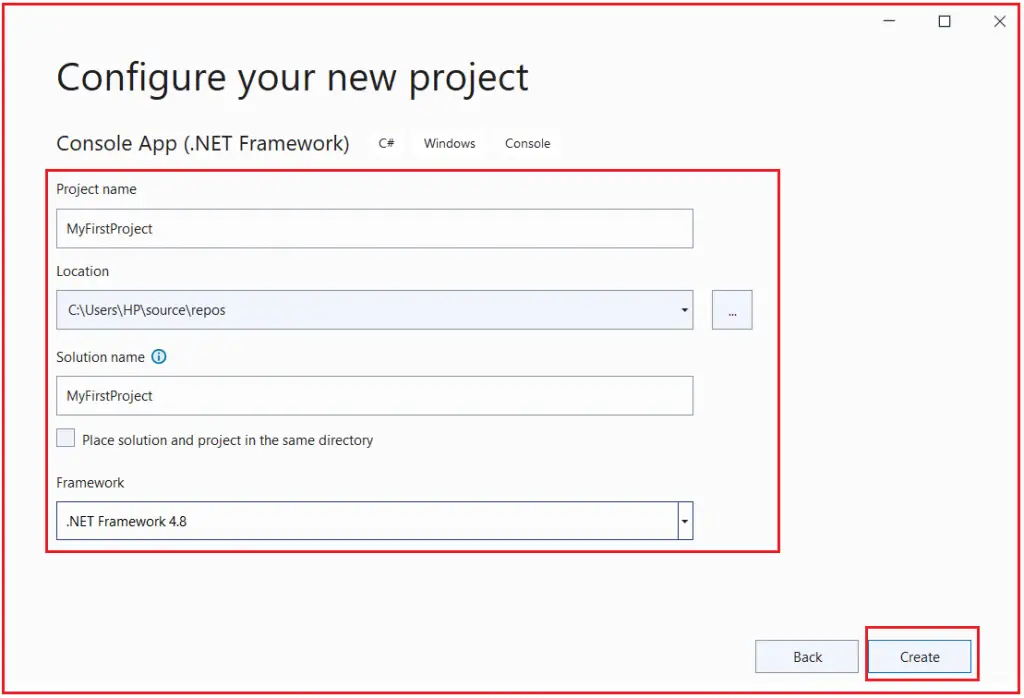 Configure your new project
Console App (.NET Framework) C# Windows Console
Project name
MyFirstProject
Location
C:\Users\HP\source\repos
...
Solution name
MyFirstProject
Place solution and project in the same directory
Framework
.NET Framework 4.8
Back Create